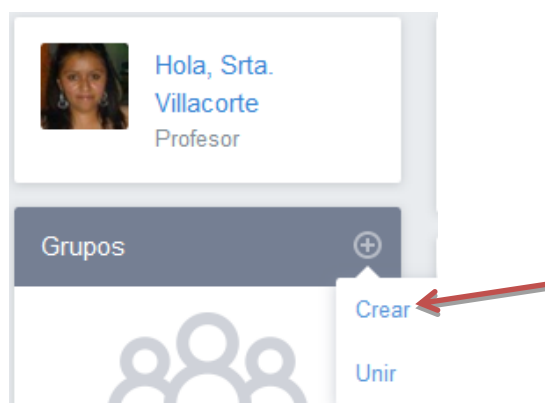 Hola, Srta.
Villacorte
Profesor
Grupos
Crear
Unir